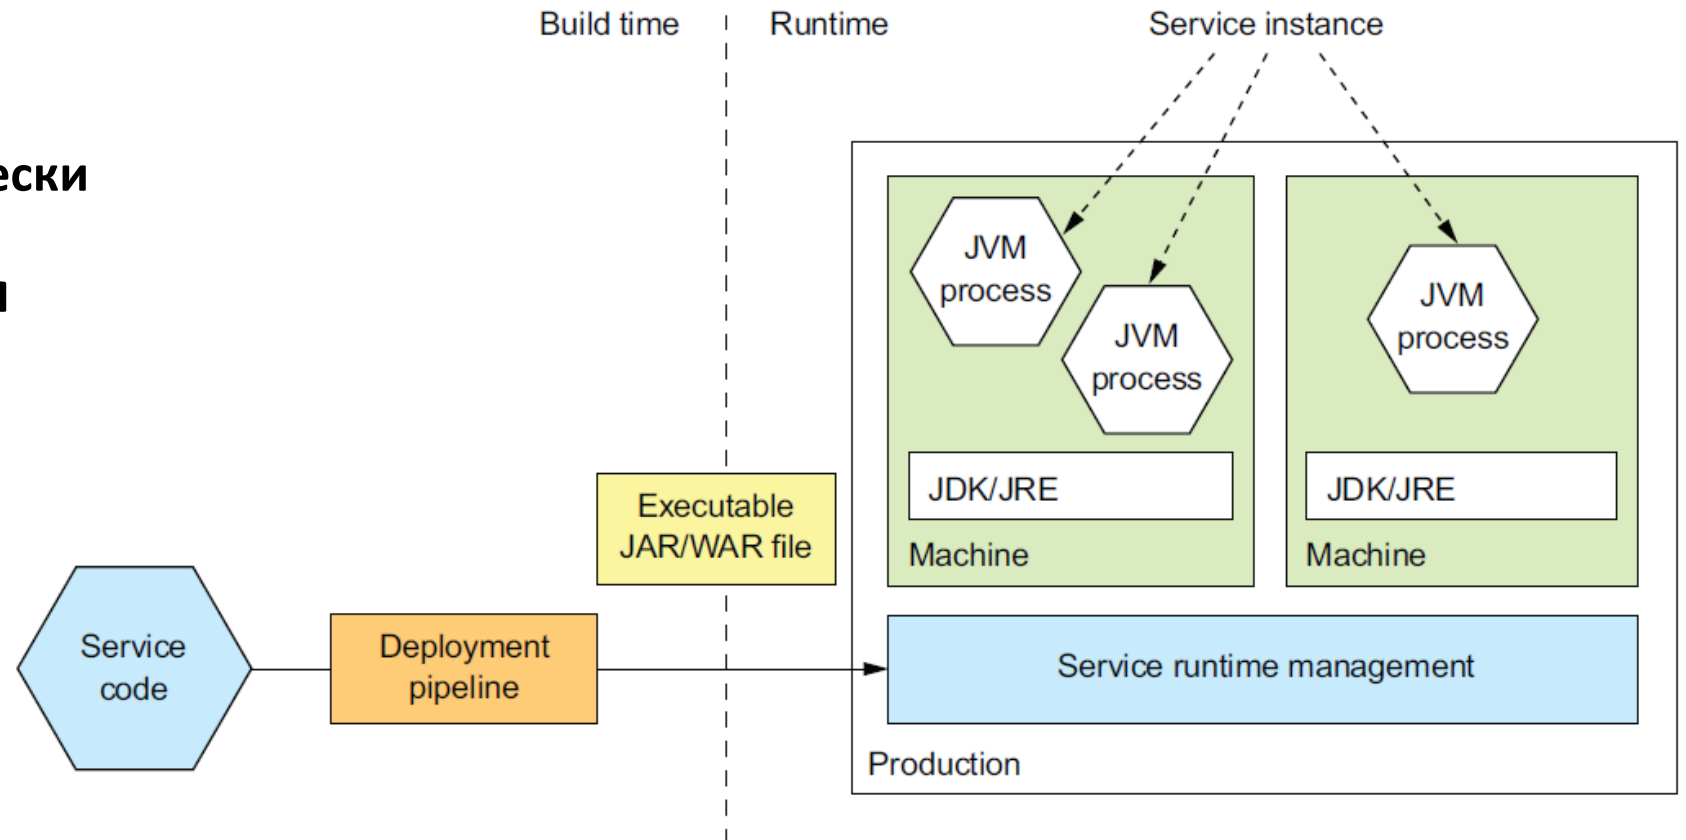 Build time
Runtime
Service instance
ески
JVM
process
JVM
process
JVM
process
JDK/JRE
JDK/JRE
Machine
Machine
Executable
JAR/WAR file
Service
code
Deployment
pipeline
Service runtime management
Production